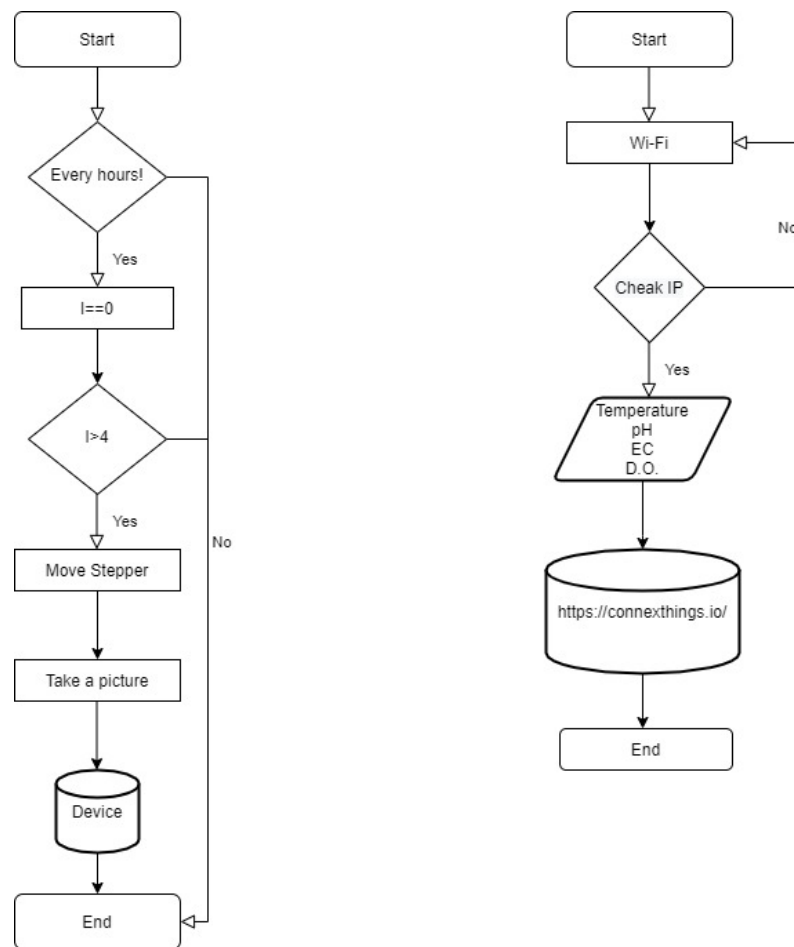 Start
Every hours!
Yes
I==0
I>4
Yes
No
Move Stepper
Take a picture
Device
End
Start
Wi-Fi
No
Cheak IP
Yes
Temperature
pH
EC
D.O.
https://connexthings.io/
End